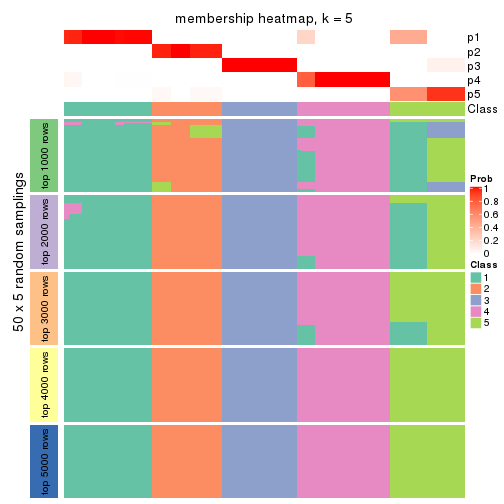 membership heatmap, k = 5
p1
p2
p3
p4
p5
Class
50 x 5 random samplings
top 1000 rows
top 2000 rows
top 3000 rows
top 4000 rows
top 5000 rows
Prob
1
0.8
0.6
0.4
0.2
0
Class
1
2
3
4
5